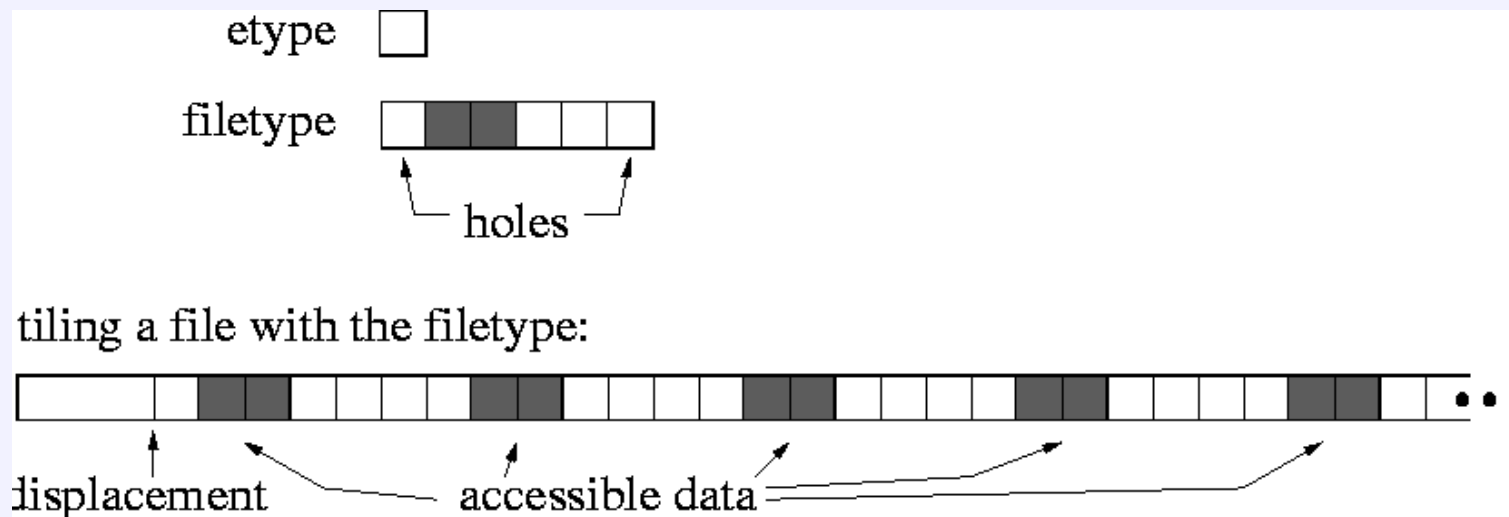 etype
filetype
holes
tiling a file with the filetype:
displacement
accessible data